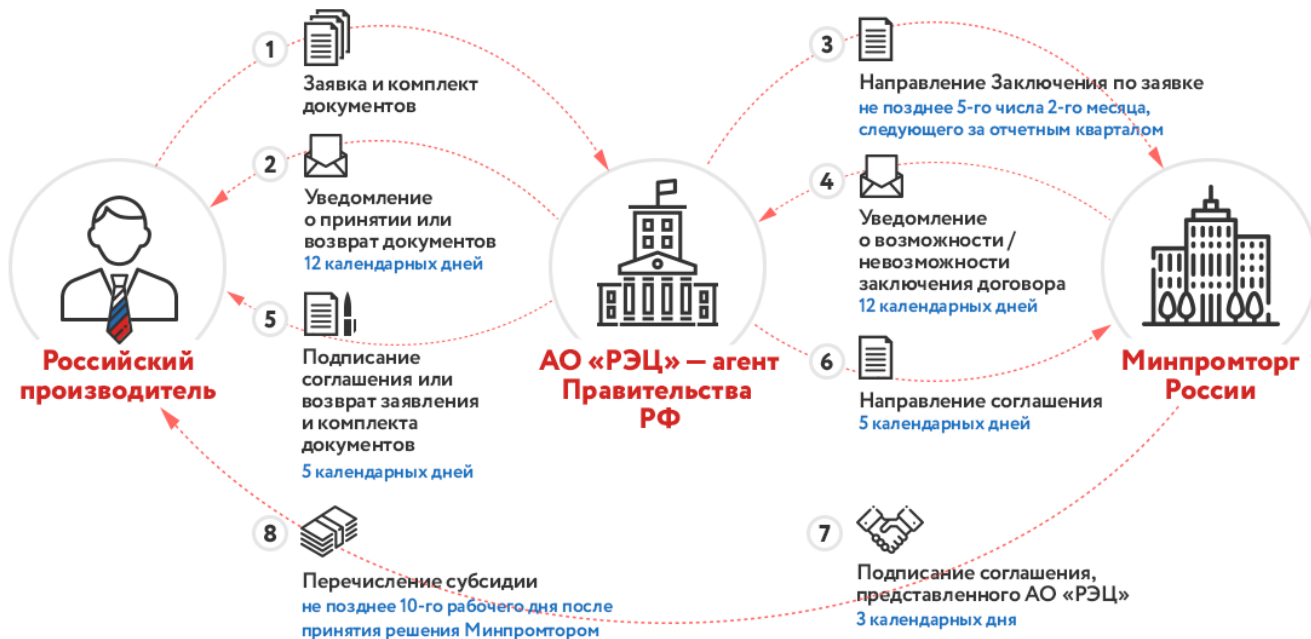 1
Заявка и комплект
документов
2
Уведомление
о принятии или
возврат документов
12 календарных дней
5
Подписание
соглашения или
возврат заявления
и комплекта
документов
5 календарных дней
Российский
производитель
АО «РЭЦ» — агент
Правительства
РФ
3
Направление Заключения по заявке
не позднее 5-го числа 2-го месяца,
следующего за отчетным кварталом
4
Уведомление
о возможности /
невозможности
заключения договора
12 календарных дней
6
Направление соглашения
5 календарных дней
Минпромторг
России
8
Перечисление субсидии
не позднее 10-го рабочего дня после
принятия решения Минпромтором
7
Подписание соглашения,
представленного АО «РЭЦ»
3 календарных дня